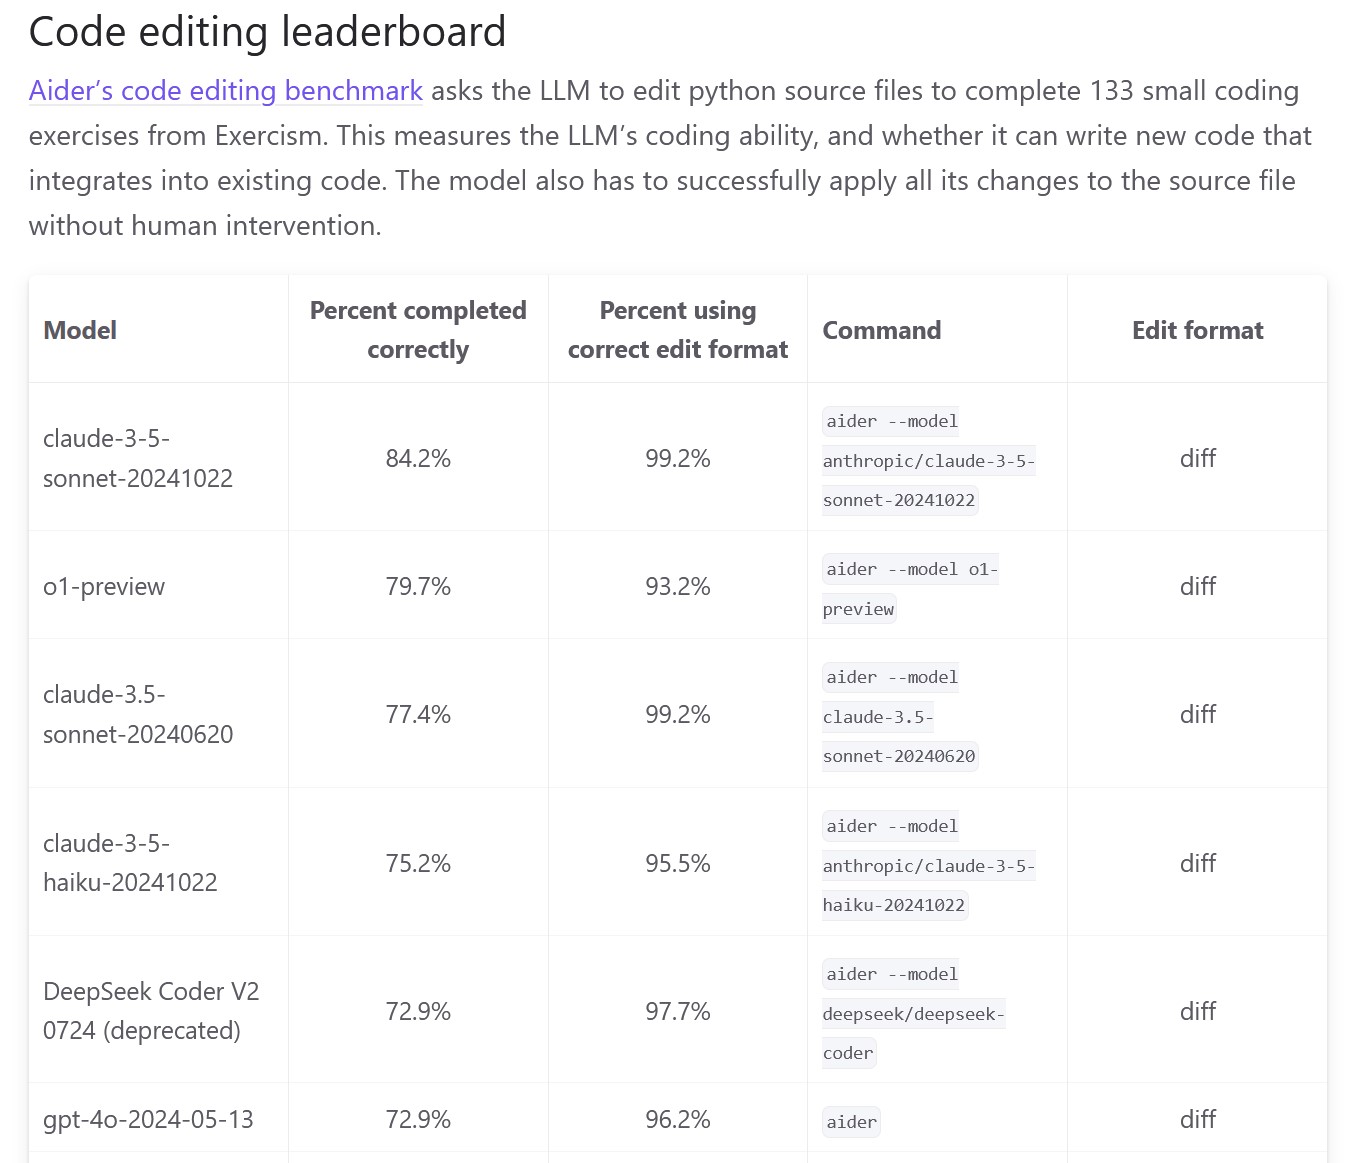 Code editing leaderboard
Aider’s code editing benchmark asks the LLM to edit python source files to complete 133 small coding
exercises from Exercism. This measures the LLM’s coding ability, and whether it can write new code that
integrates into existing code. The model also has to successfully apply all its changes to the source file
without human intervention.
Model
Percent completed
correctly
Percent using
correct edit format
Command
Edit format
claude-3-5-
sonnet-20241022
84.2%
99.2%
aider --model
anthropic/claude-3-5-
sonnet-20241022
diff
o1-preview
79.7%
93.2%
aider --model o1-
preview
diff
claude-3.5-
sonnet-20240620
77.4%
99.2%
aider --model
claude-3.5-
sonnet-20240620
diff
claude-3-5-
haiku-20241022
75.2%
95.5%
aider --model
anthropic/claude-3-5-
haiku-20241022
diff
DeepSeek Coder V2
0724 (deprecated)
72.9%
97.7%
aider --model
deepseek/deepseek-
coder
diff
gpt-4o-2024-05-13
72.9%
96.2%
aider
diff